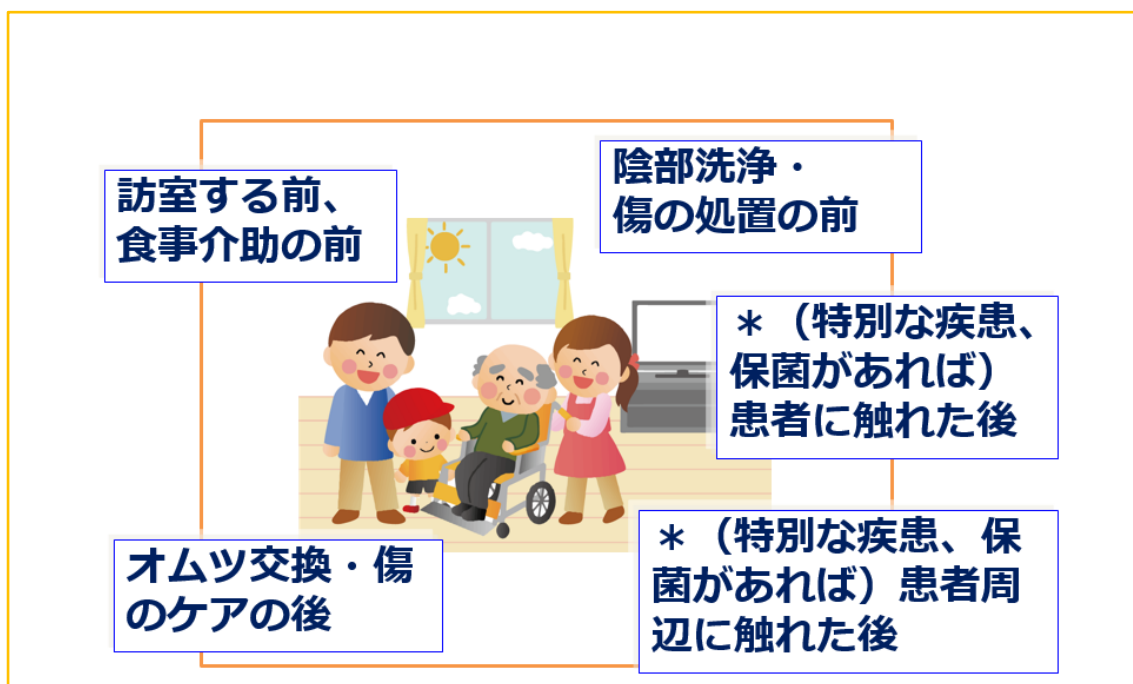 訪室する前、
食事介助の前
陰部洗浄・
傷の処置の前
＊（特別な疾患、
保菌があれば）
患者に触れた後
オムツ交換・傷
のケアの後
＊（特別な疾患、保
菌があれば）患者周
辺に触れた後